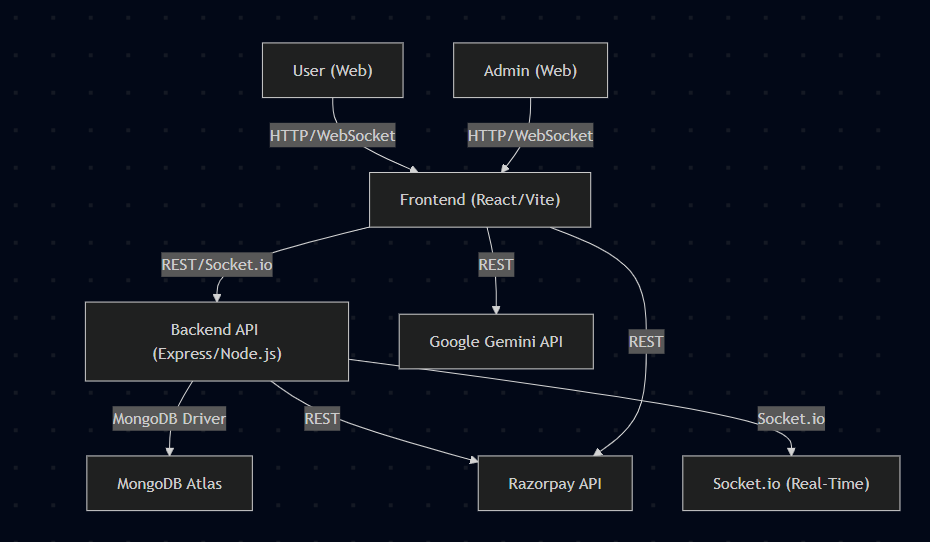 User (Web)
Admin (Web)
HTTP/WebSocket
HTTP/WebSocket
Frontend (React/Vite)
REST/Socket.io
REST
Backend API
(Express/Node.js)
Google Gemini API
REST
MongoDB Driver
REST
Socket.io
MongoDB Atlas
Razorpay API
Socket.io (Real-Time)